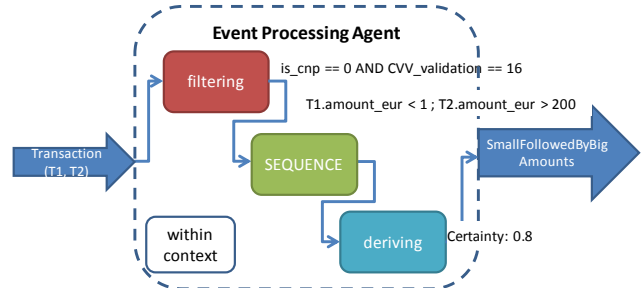 Event Processing Agent
filtering
is_cnp == 0 AND CVV_validation == 16
T1.amount_eur < 1 ; T2.amount_eur > 200
Transaction
(T1, T2)
SEQUENCE
SmallFollowedByBig
Amounts
within
context
deriving
Certainty: 0.8